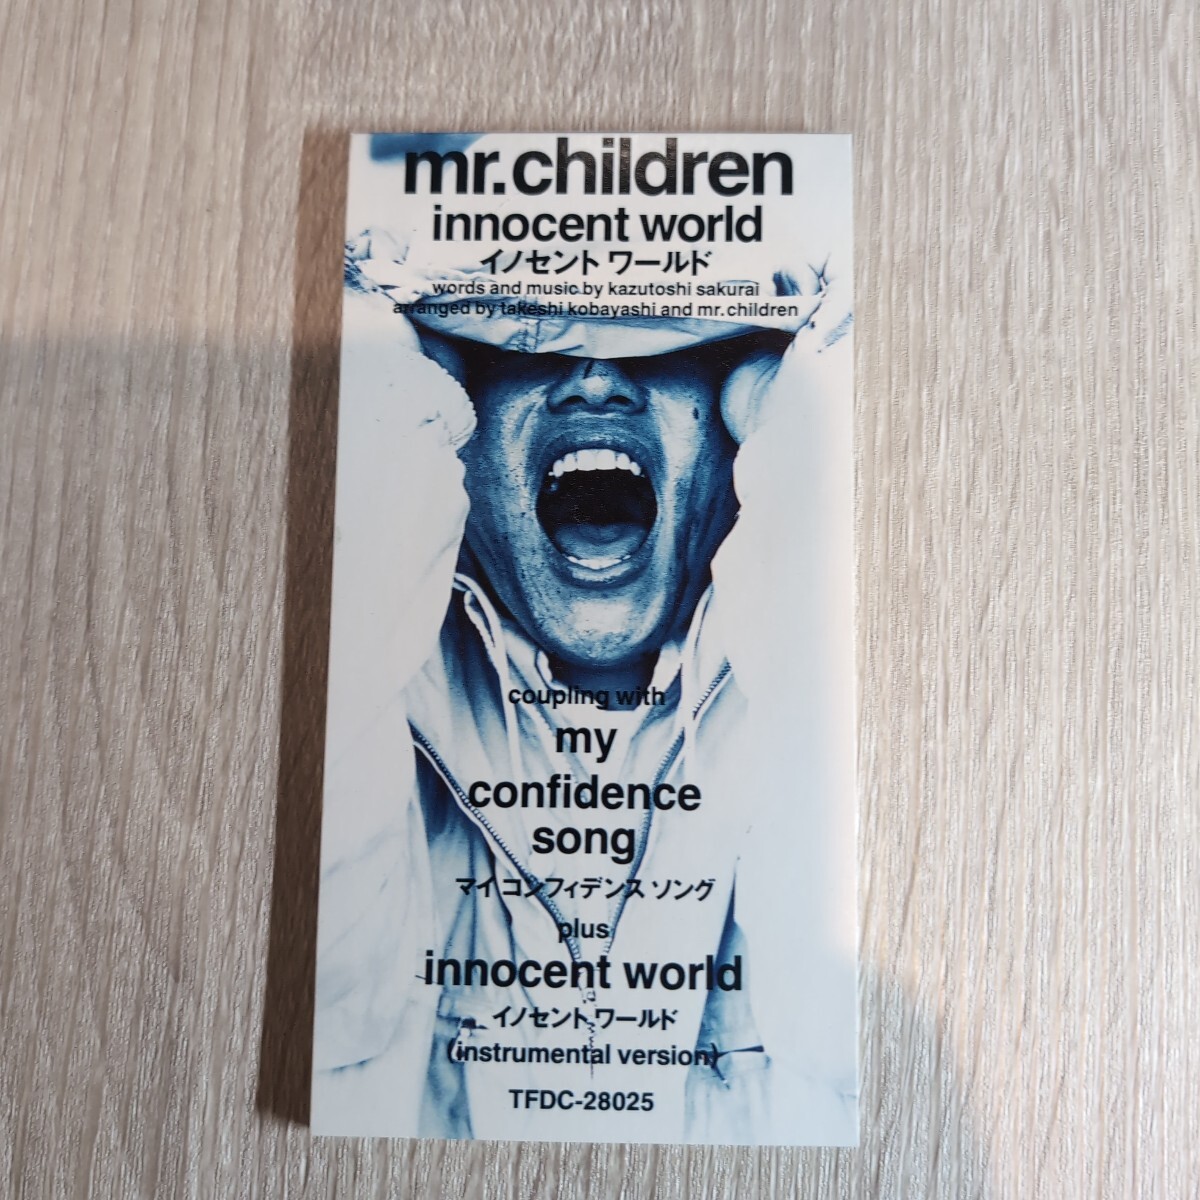 mr.children
innocent world
イノセント ワールド
words and music by kazutoshi sakurai
arranged by takeshi kobayashi and mr.children
coupling with
my
confidence
song
マイ コンフィデンス ソング
plus
innocent world
イノセント ワールド
(instrumental version)
TFDC-28025